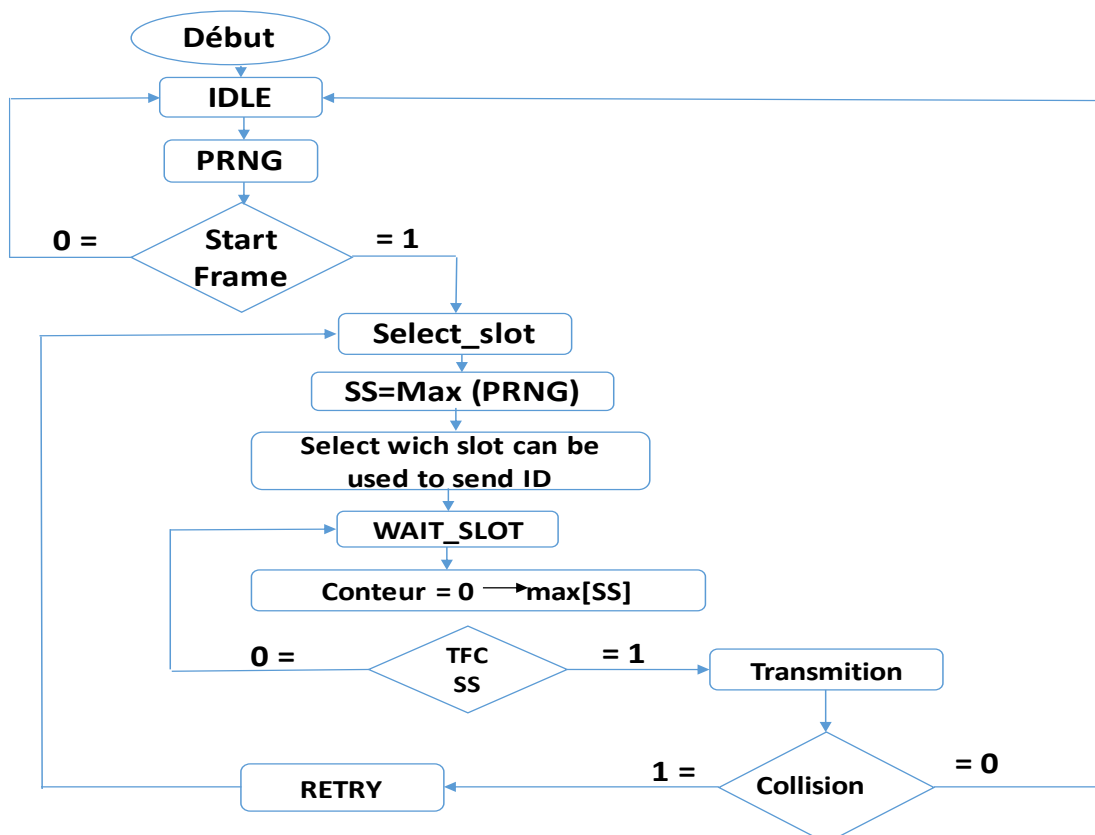 Début
IDLE
PRNG
0 =
Start
Frame
= 1
Select_slot
SS=Max (PRNG)
Select wich slot can be
used to send ID
WAIT_SLOT
Conteur = 0 → max[SS]
0 =
TFC
SS
= 1
Transmition
RETRY
1 =
Collision
= 0